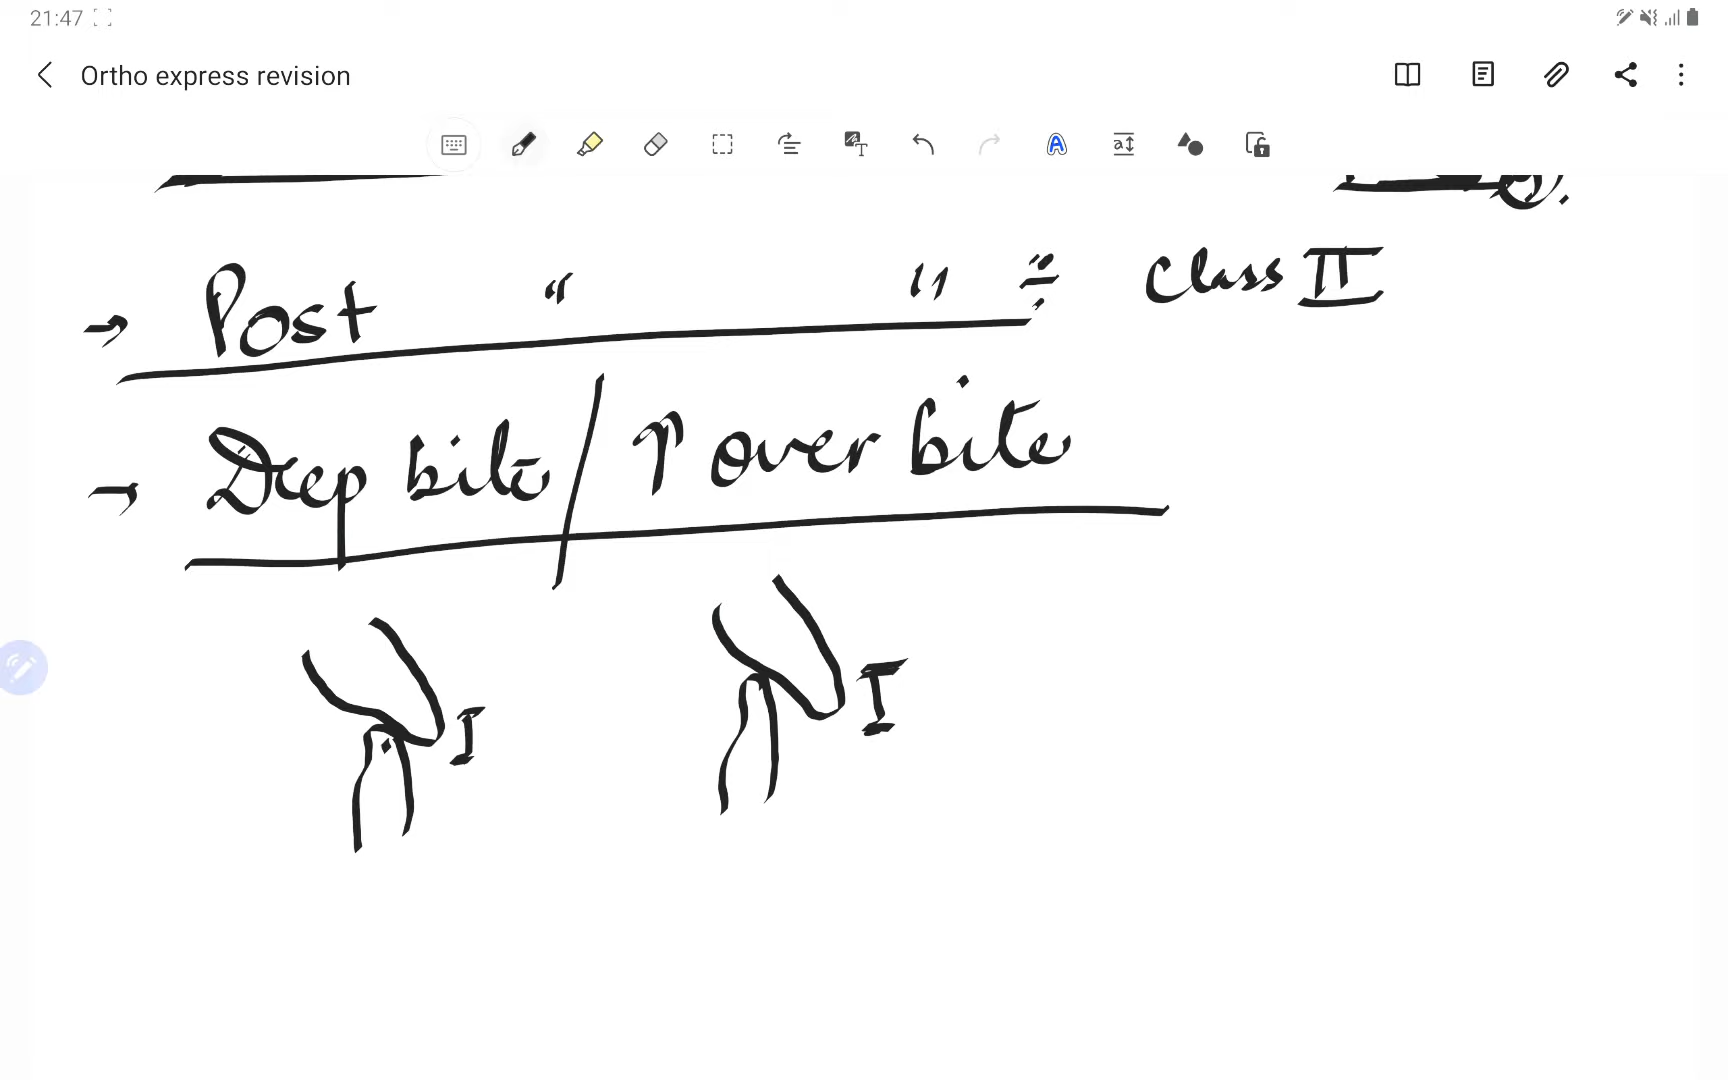 21:47
Ortho express revision
→ Post " " ÷ Class II
→ Deep bite / ↑ over bite
I I